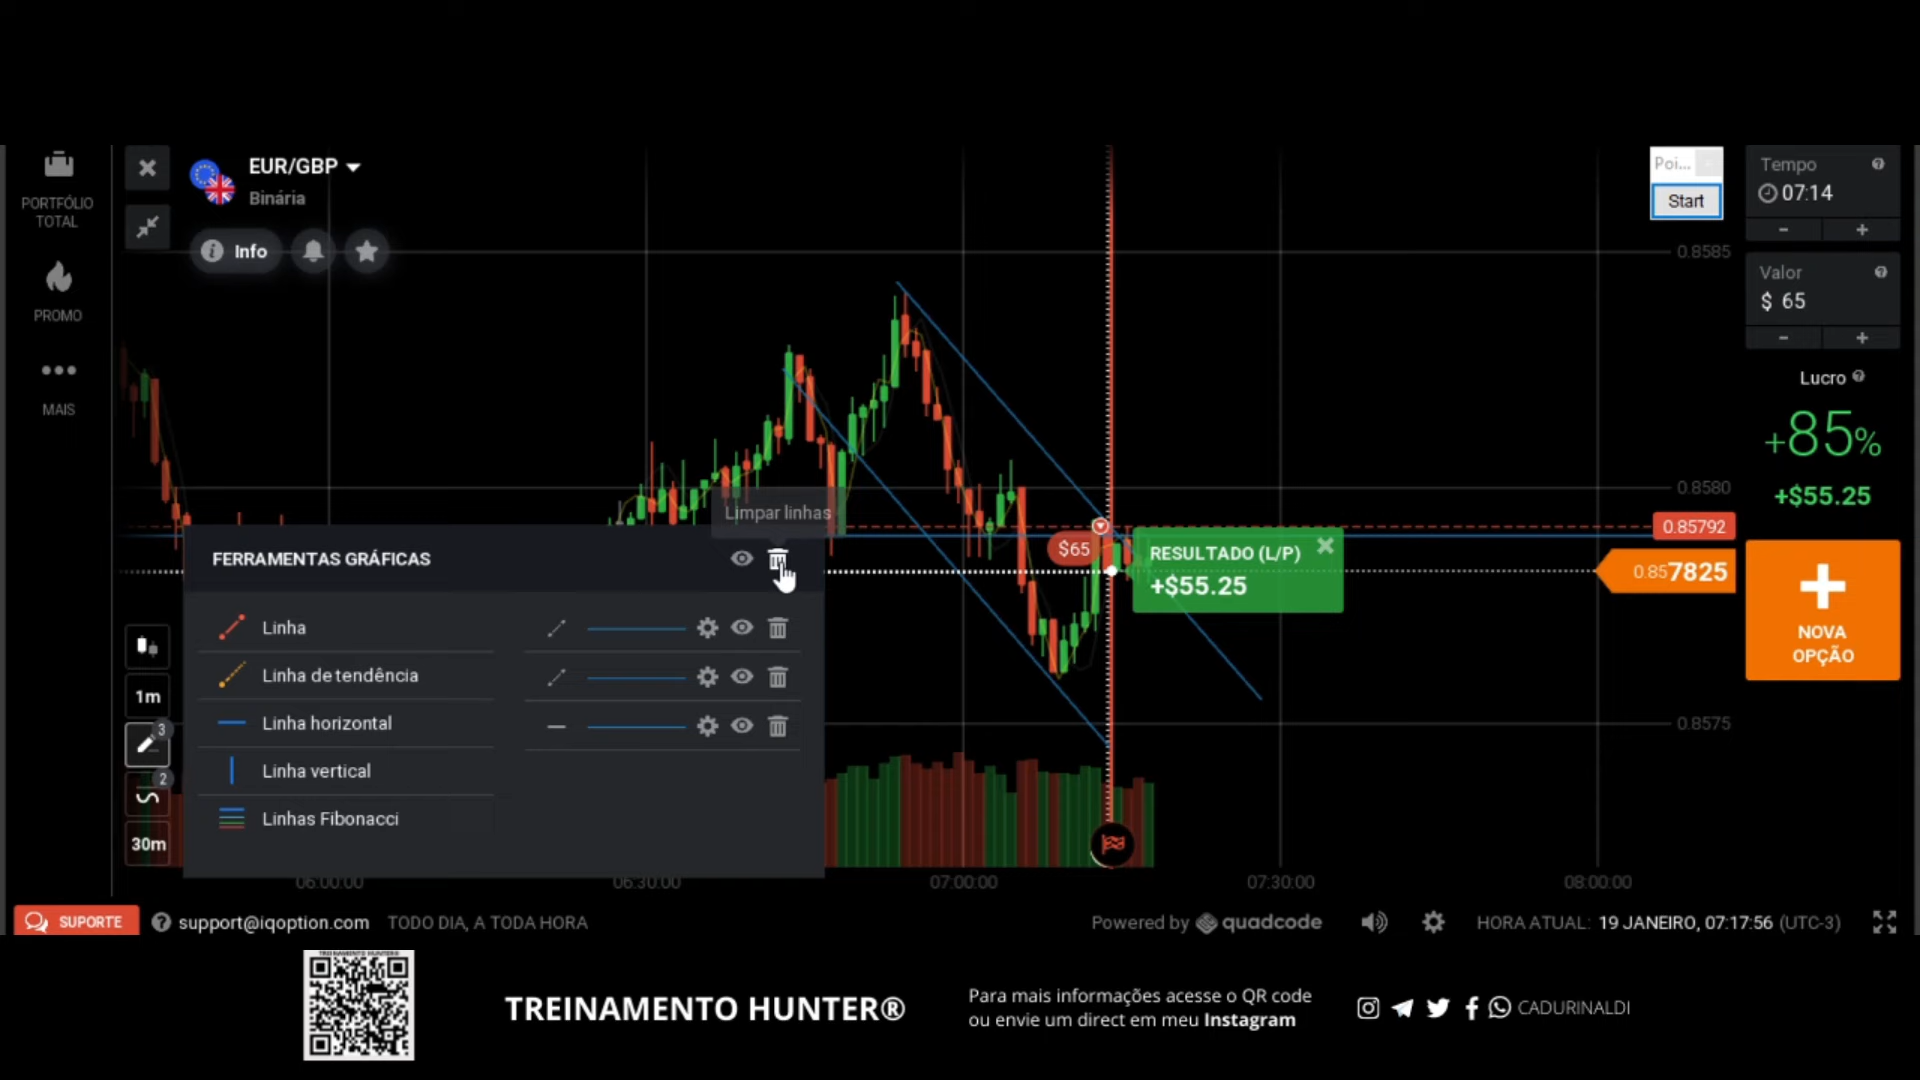 PORTFÓLIO
TOTAL
PROMO
MAIS
EUR/GBP
Binária
Info
Poi...
Start
Tempo
07:14
-
+
Valor
$ 65
-
+
Lucro
+85%
+$55.25
NOVA
OPÇÃO
0.8585
0.8580
0.85792
0.857825
0.8575
$65
RESULTADO (L/P)
+$55.25
Limpar linhas
FERRAMENTAS GRÁFICAS
Linha
Linha de tendência
Linha horizontal
Linha vertical
Linhas Fibonacci
1m
3
2
30m
06:00:00
06:30:00
07:00:00
07:30:00
08:00:00
SUPORTE
support@iqoption.com
TODO DIA, A TODA HORA
Powered by quadcode
HORA ATUAL: 19 JANEIRO, 07:17:56 (UTC-3)
TREINAMENTO HUNTER®
Para mais informações acesse o QR code
ou envie um direct em meu Instagram
CADURINALDI